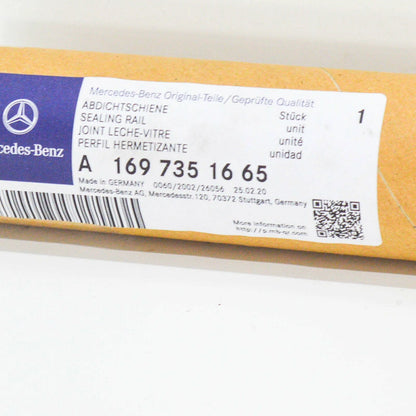 Mercedes-Benz Original-Teile/Geprüfte Qualität
ABDICHTSCHIENE Stück 1
SEALING RAIL unit
JOINT LECHE-VITRE unité
PERFIL HERMETIZANTE unidad
cedes-Benz
A 169 735 16 65
Made in GERMANY 0060/2002/26056 25.02.20
Mercedes-Benz AG, Mercedesstr.120, 70372 Stuttgart, Germany
More information on